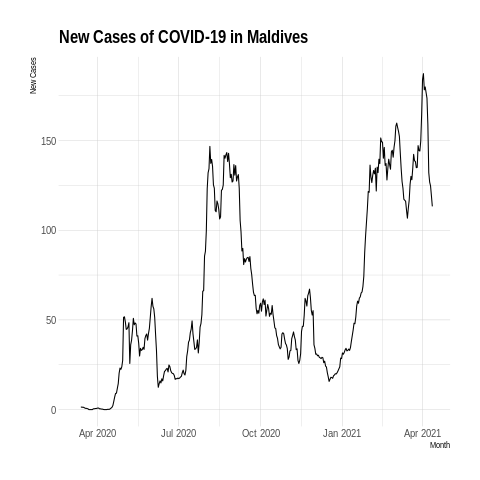 New Cases of COVID-19 in Maldives
New Cases
150
100
50
0
Apr 2020 Jul 2020 Oct 2020 Jan 2021 Apr 2021
Month